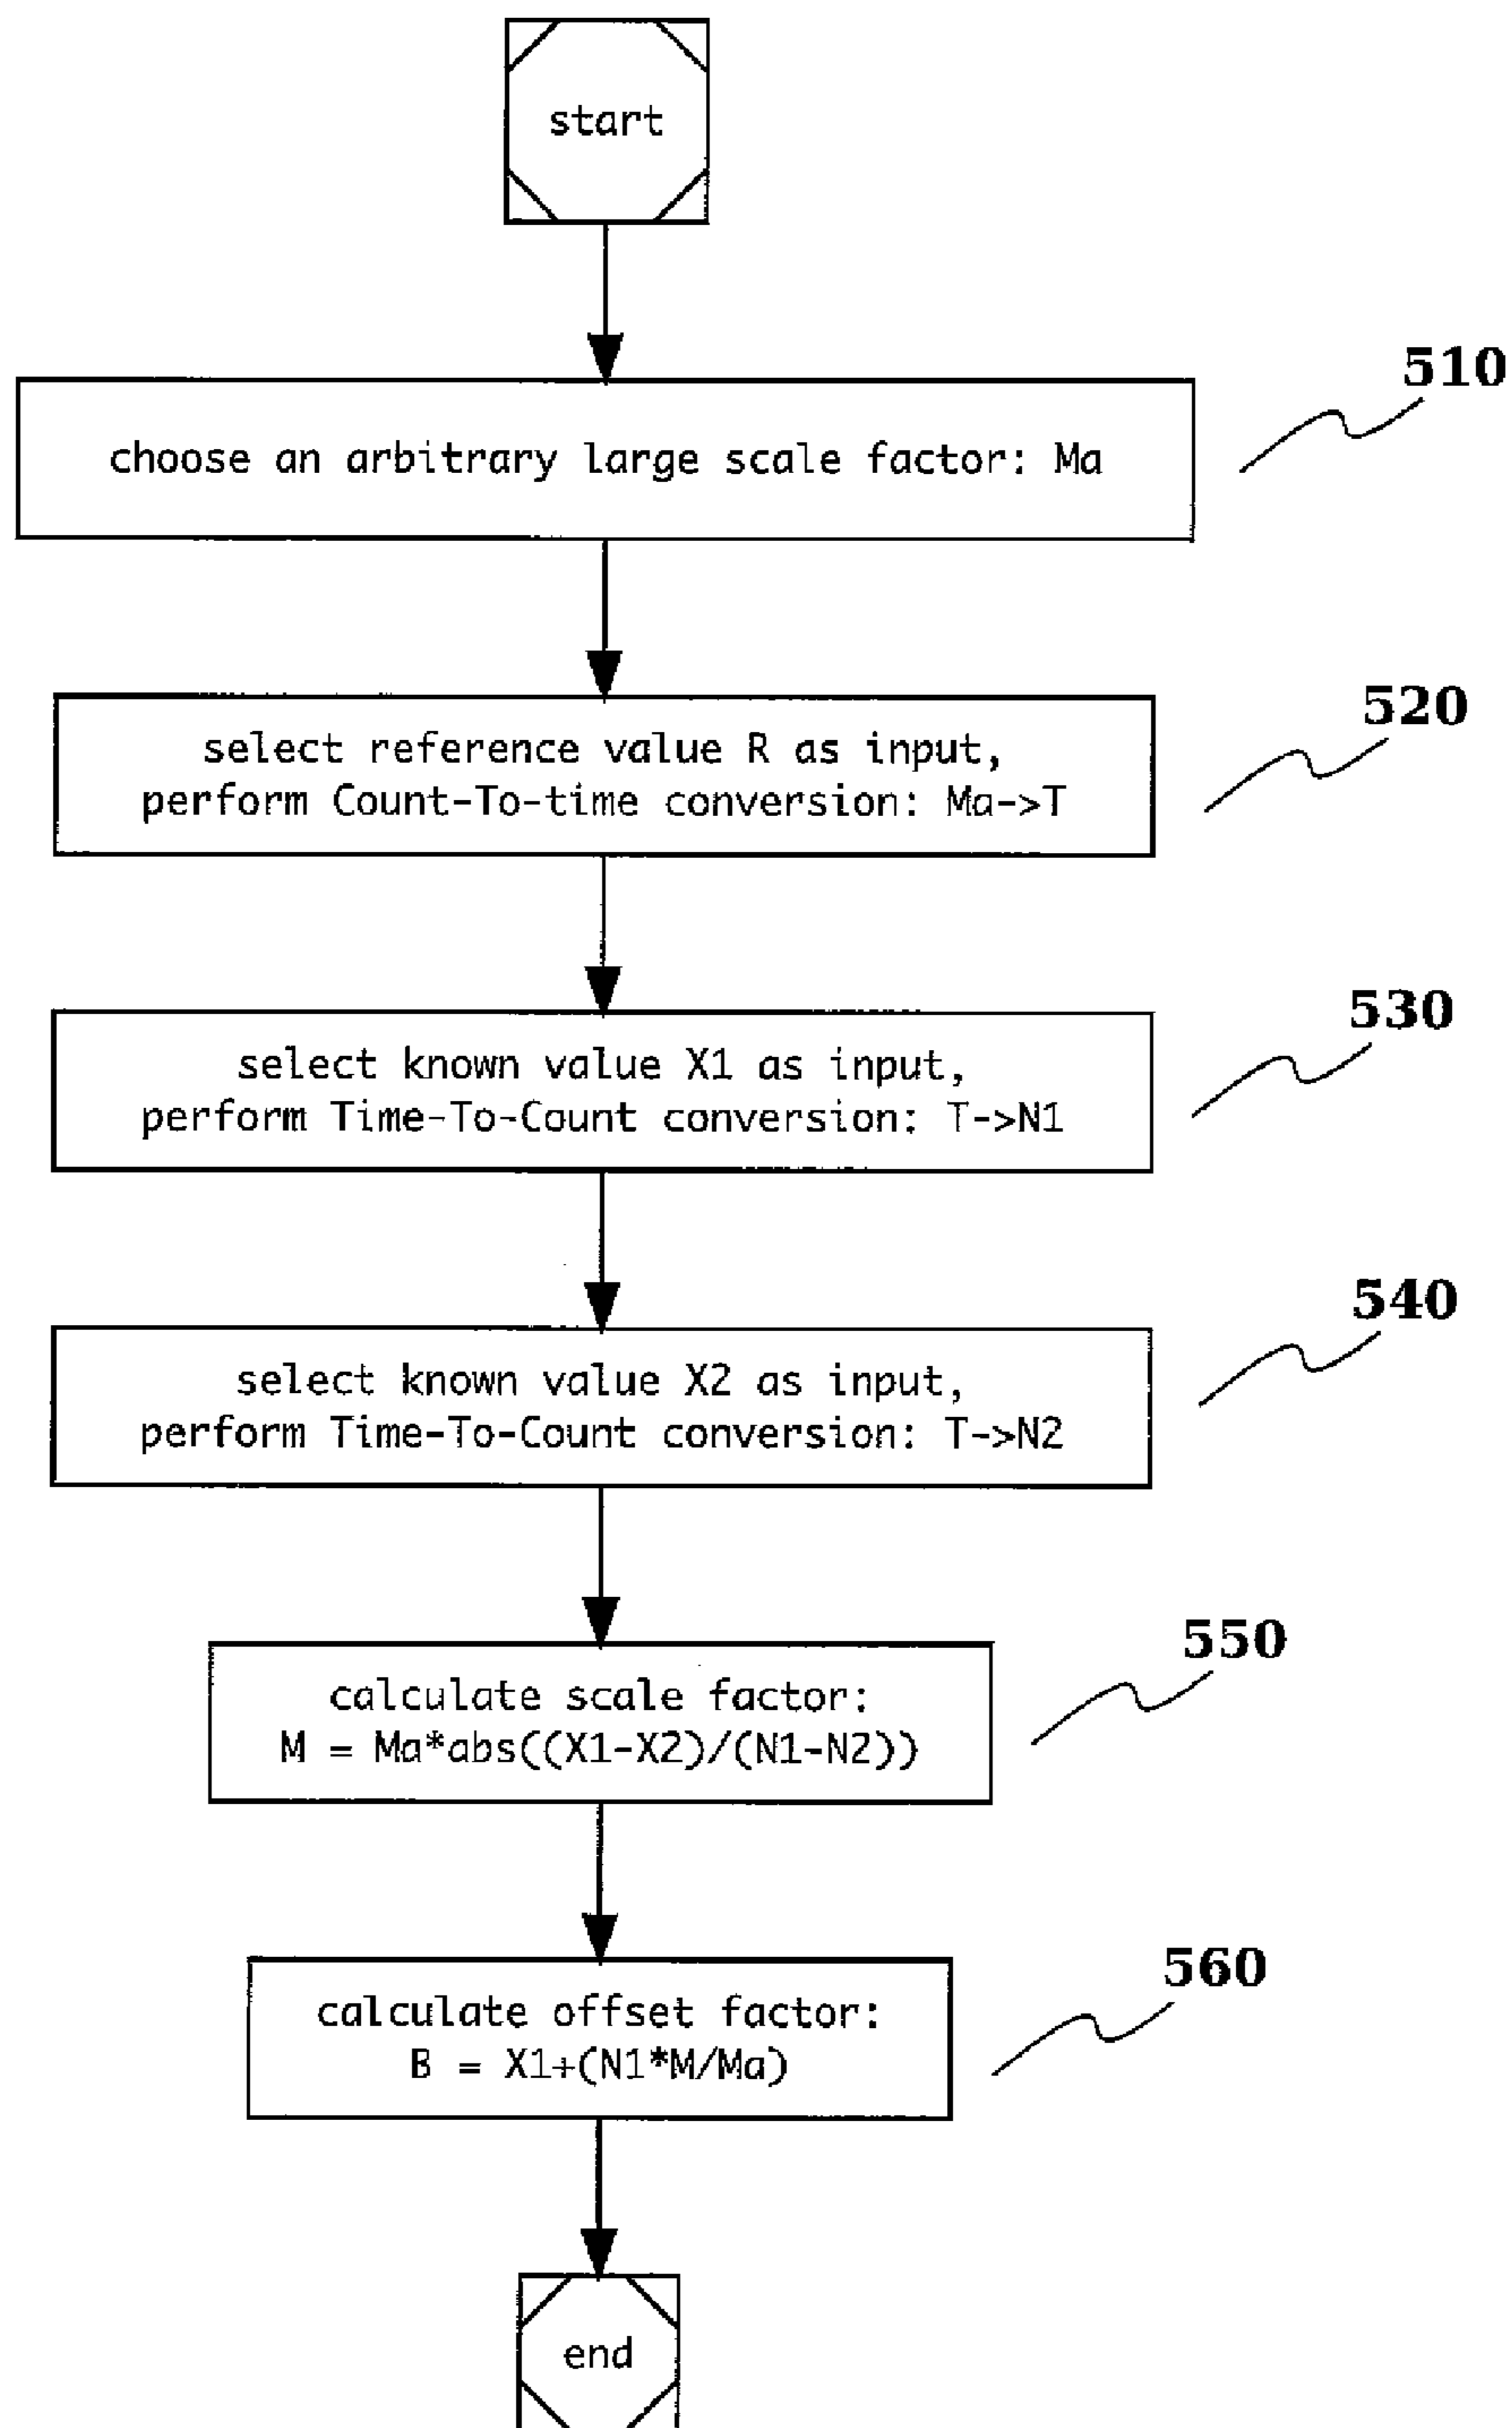 start
510
choose an arbitrary large scale factor: Ma
520
select reference value R as input,
perform Count-To-time conversion: Ma->T
530
select known value X1 as input,
perform Time-To-Count conversion: T->N1
540
select known value X2 as input,
perform Time-To-Count conversion: T->N2
550
calculate scale factor:
M = Ma*abs((X1-X2)/(N1-N2))
560
calculate offset factor:
B = X1+(N1*M/Ma)
end